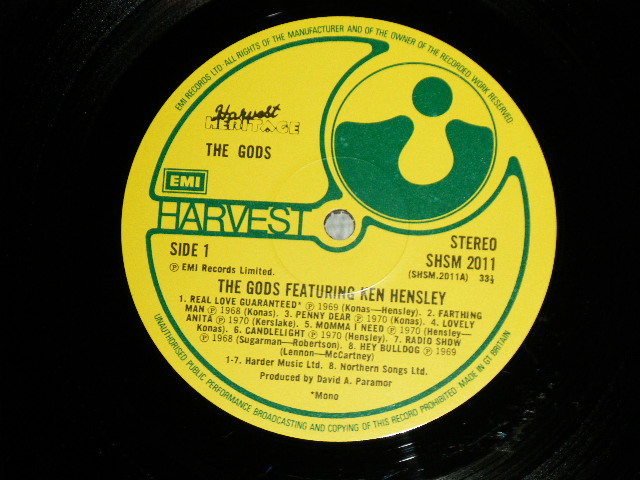 EMI RECORDS LTD. ALL RIGHTS OF THE MANUFACTURER AND OF THE OWNER OF THE RECORDED WORK RESERVED
Harvest
HERITAGE
THE GODS
EMI
HARVEST
SIDE 1
STEREO
SHSM 2011
(SHSM.2011A) 33⅓
℗ EMI Records Limited.
THE GODS FEATURING KEN HENSLEY
1. REAL LOVE GUARANTEED* ℗ 1969 (Konas—Hensley) 2. FARTHING
MAN ℗ 1968 (Konas) 3. PENNY DEAR ℗ 1970 (Konas) 4. LOVELY
ANITA ℗ 1970 (Kerslake) 5. MOMMA I NEED ℗ 1970 (Hensley—
Konas) 6. CANDLELIGHT ℗ 1970 (Hensley) 7. RADIO SHOW
℗ 1968 (Sugarman—Robertson) 8. HEY BULLDOG ℗ 1969
(Lennon—McCartney)
1-7. Harder Music Ltd. 8. Northern Songs Ltd.
Produced by David A. Paramor
*Mono
UNAUTHORISED PUBLIC PERFORMANCE BROADCASTING AND COPYING OF THIS RECORD PROHIBITED. MADE IN GT BRITAIN